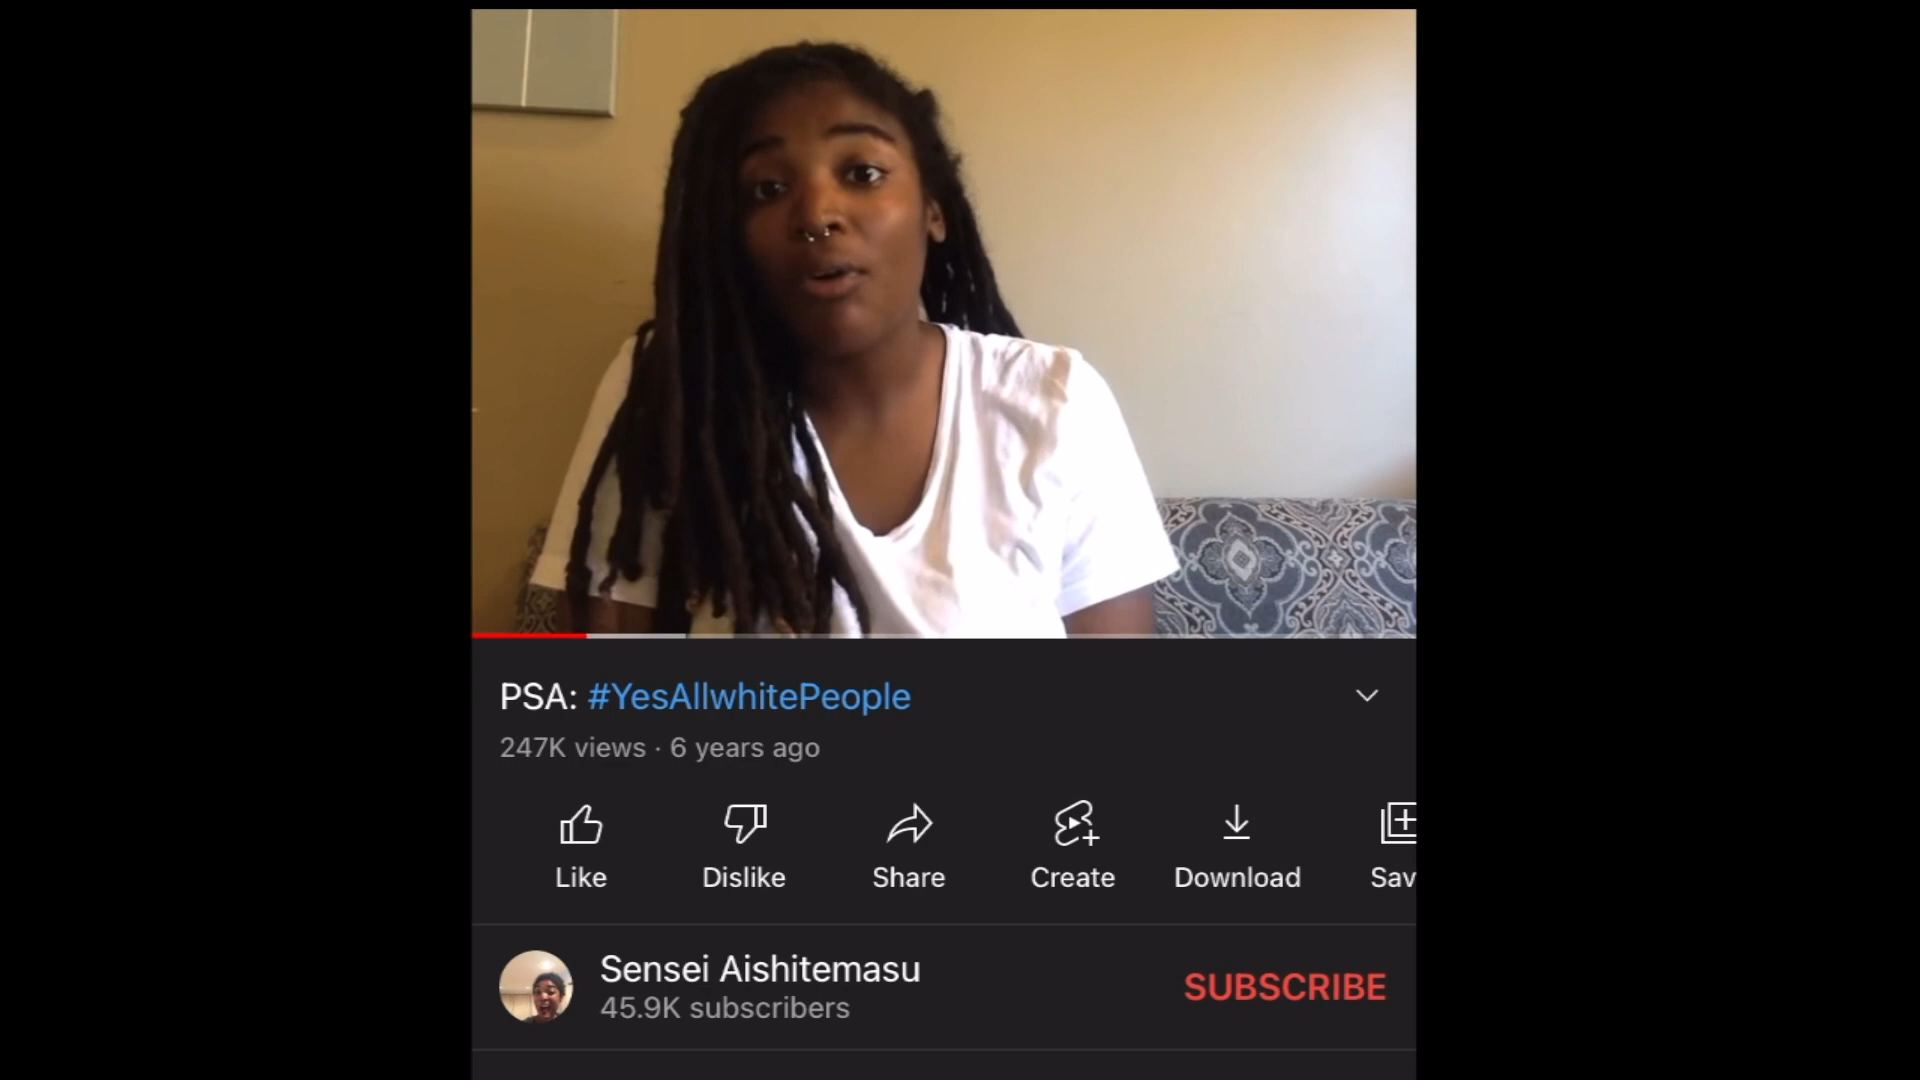 PSA: #YesAllwhitePeople
247K views · 6 years ago
Like
Dislike
Share
Create
Download
Sav
Sensei Aishitemasu
45.9K subscribers
SUBSCRIBE